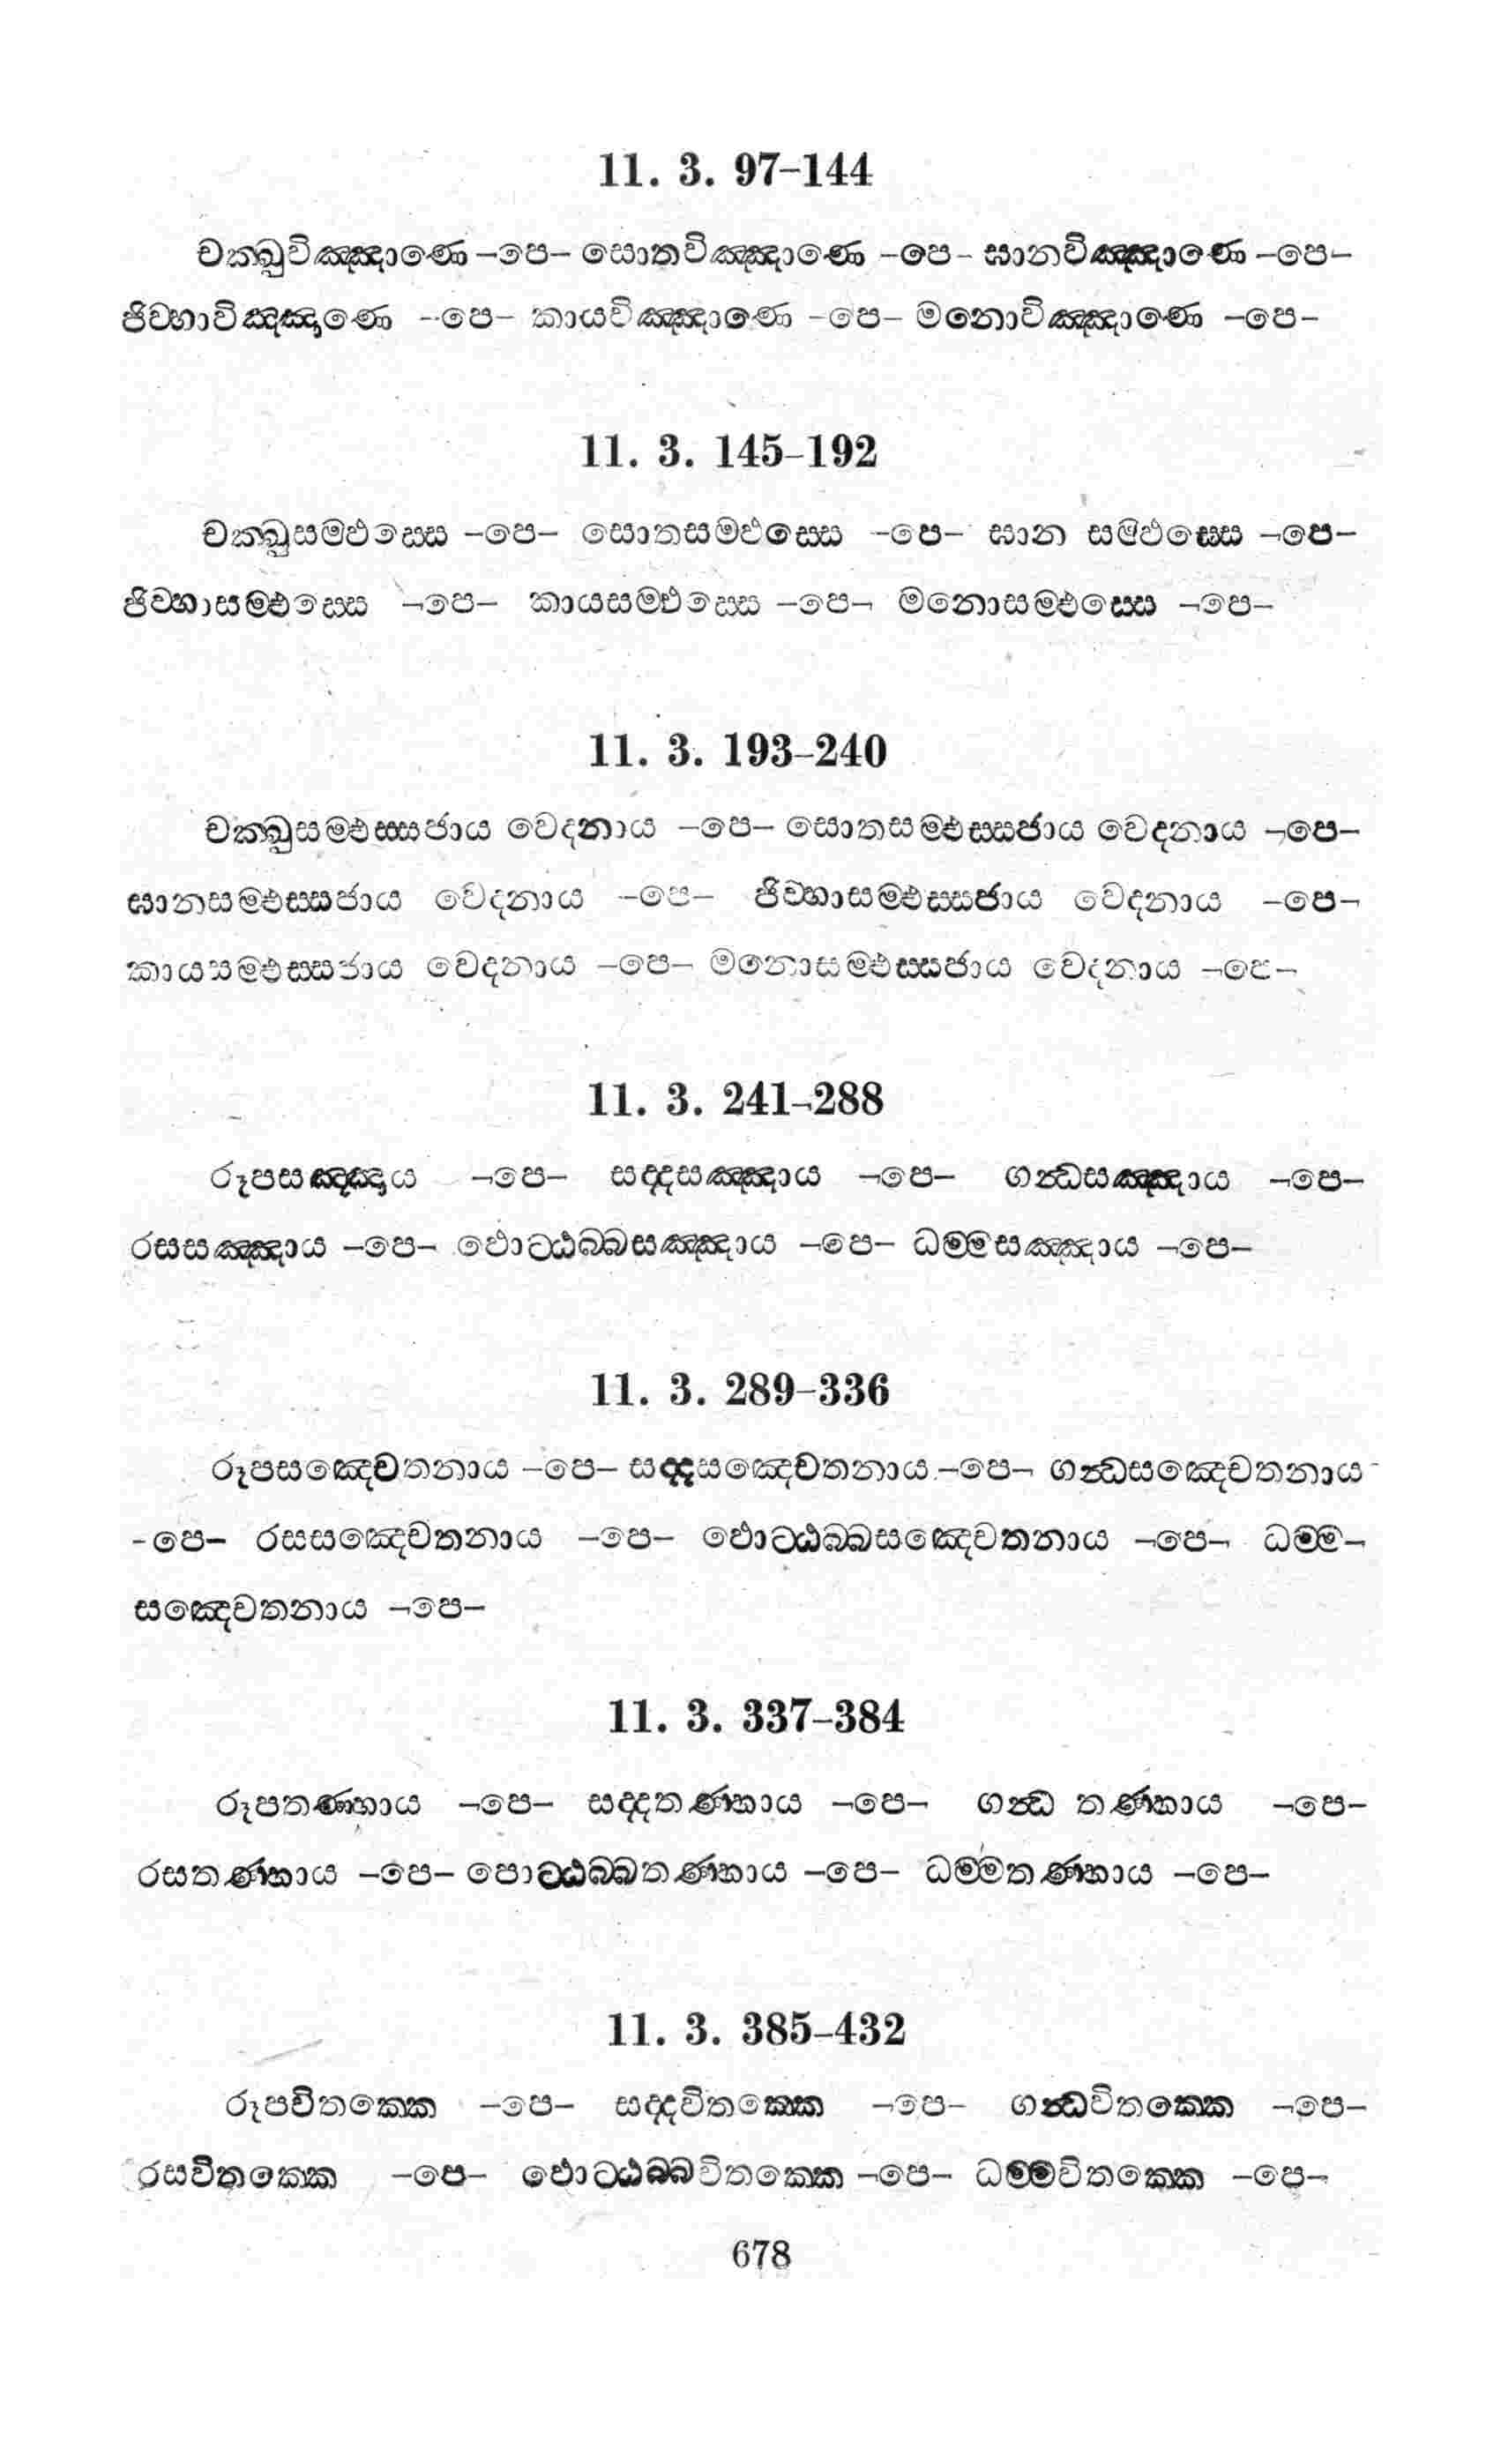 11. 3. 97–144
චක්ඛුවිඤ්ඤාණෙ –පෙ– සොතවිඤ්ඤාණෙ –පෙ– ඝානවිඤ්ඤාණෙ –පෙ–
ජිව්හාවිඤ්ඤාණෙ –පෙ– කායවිඤ්ඤාණෙ –පෙ– මනොවිඤ්ඤාණෙ –පෙ–
11. 3. 145–192
චක්ඛුසම්ඵස්සෙ –පෙ– සොතසම්ඵස්සෙ –පෙ– ඝාන සම්ඵස්සෙ –පෙ–
ජිව්හාසම්ඵස්සෙ –පෙ– කායසම්ඵස්සෙ –පෙ– මනොසම්ඵස්සෙ –පෙ–
11. 3. 193–240
චක්ඛුසම්ඵස්සජාය වෙදනාය –පෙ– සොතසම්ඵස්සජාය වෙදනාය –පෙ–
ඝානසම්ඵස්සජාය වෙදනාය –පෙ– ජිව්හාසම්ඵස්සජාය වෙදනාය –පෙ–
කායසම්ඵස්සජාය වෙදනාය –පෙ– මනොසම්ඵස්සජාය වෙදනාය –පෙ–
11. 3. 241–288
රූපසඤ්ඤාය –පෙ– සද්දසඤ්ඤාය –පෙ– ගන්ධසඤ්ඤාය –පෙ–
රසසඤ්ඤාය –පෙ– ඵොට්ඨබ්බසඤ්ඤාය –පෙ– ධම්මසඤ්ඤාය –පෙ–
11. 3. 289–336
රූපසඤ්චෙතනාය –පෙ– සද්දසඤ්චෙතනාය –පෙ– ගන්ධසඤ්චෙතනාය
–පෙ– රසසඤ්චෙතනාය –පෙ– ඵොට්ඨබ්බසඤ්චෙතනාය –පෙ– ධම්ම–
සඤ්චෙතනාය –පෙ–
11. 3. 337–384
රූපතණ්හාය –පෙ– සද්දතණ්හාය –පෙ– ගන්ධ තණ්හාය –පෙ–
රසතණ්හාය –පෙ– පොට්ඨබ්බතණ්හාය –පෙ– ධම්මතණ්හාය –පෙ–
11. 3. 385–432
රූපවිතක්කෙ –පෙ– සද්දවිතක්කෙ –පෙ– ගන්ධවිතක්කෙ –පෙ–
රසවිතක්කෙ –පෙ– ඵොට්ඨබ්බවිතක්කෙ –පෙ– ධම්මවිතක්කෙ –පෙ–
678